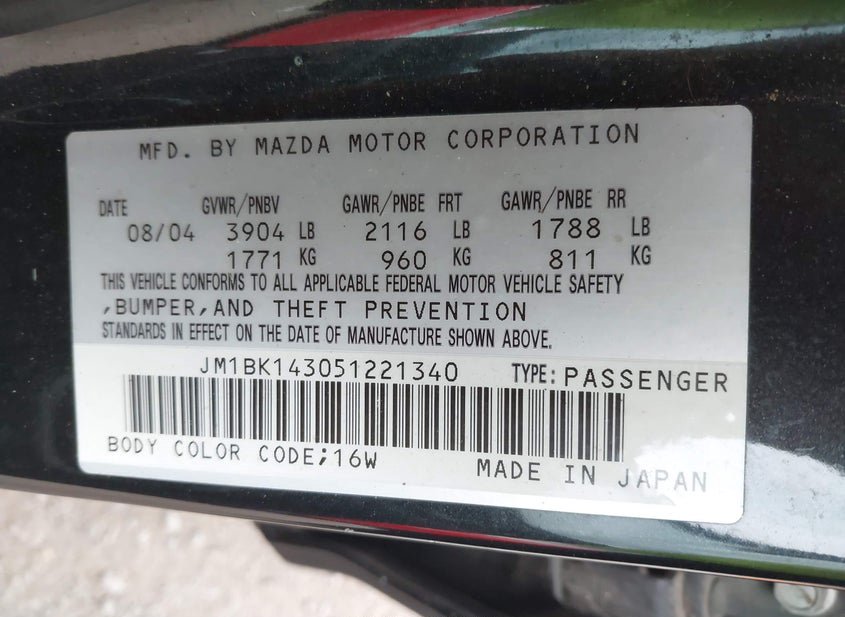 MFD. BY MAZDA MOTOR CORPORATION
DATE GVWR/PNBV GAWR/PNBE FRT GAWR/PNBE RR
08/04 3904 LB 2116 LB 1788 LB
1771 KG 960 KG 811 KG
THIS VEHICLE CONFORMS TO ALL APPLICABLE FEDERAL MOTOR VEHICLE SAFETY
,BUMPER,AND THEFT PREVENTION
STANDARDS IN EFFECT ON THE DATE OF MANUFACTURE SHOWN ABOVE.
JM1BK143051221340 TYPE: PASSENGER
BODY COLOR CODE;16W MADE IN JAPAN